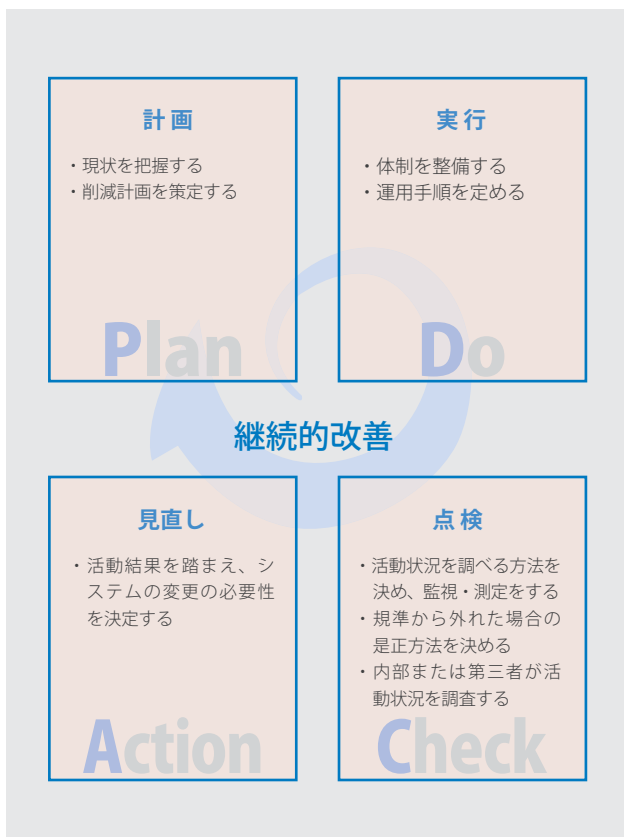 計画
・現状を把握する
・削減計画を策定する
Plan
実行
・体制を整備する
・運用手順を定める
Do
継続的改善
見直し
・活動結果を踏まえ、シ
ステムの変更の必要性
を決定する
Action
点検
・活動状況を調べる方法を
決め、監視・測定をする
・規準から外れた場合の
是正方法を決める
・内部または第三者が活
動状況を調査する
Check